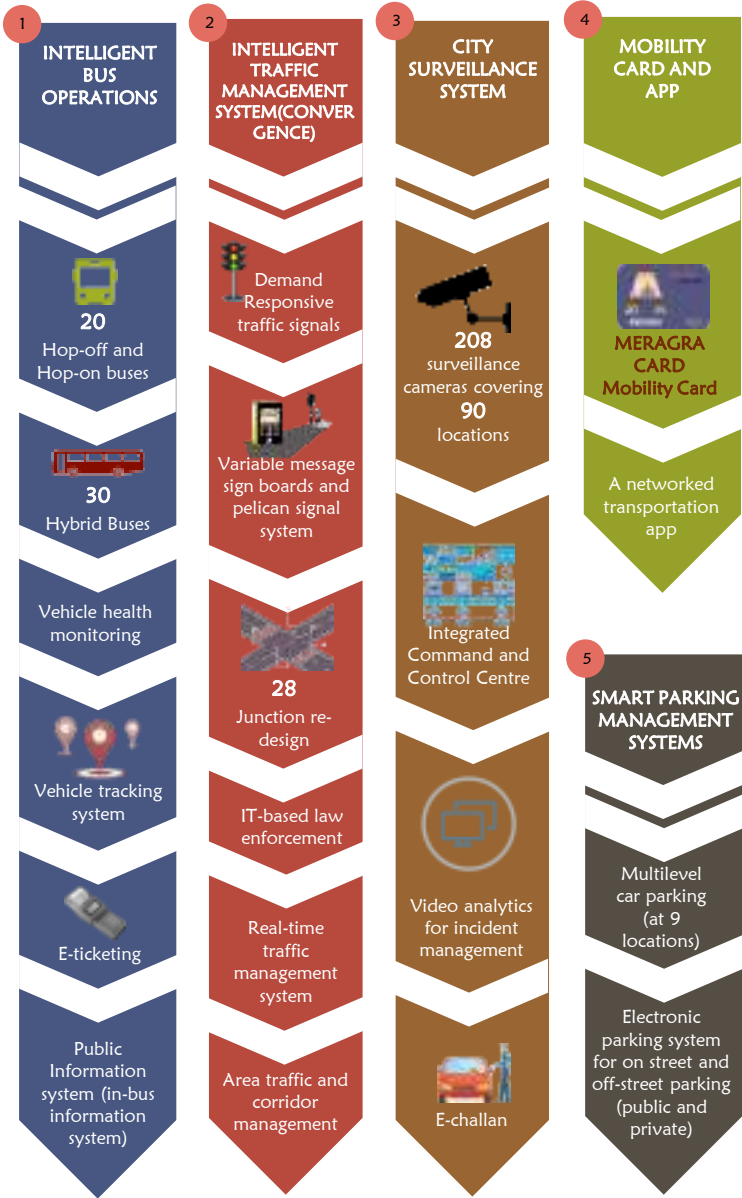 1
INTELLIGENT
BUS
OPERATIONS
20
Hop-off and
Hop-on buses
30
Hybrid Buses
Vehicle health
monitoring
Vehicle tracking
system
E-ticketing
Public
Information
system (in-bus
information
system)
2
INTELLIGENT
TRAFFIC
MANAGEMENT
SYSTEM(CONVER
GENCE)
Demand
Responsive
traffic signals
Variable message
sign boards and
pelican signal
system
28
Junction re-
design
IT-based law
enforcement
Real-time
traffic
management
system
Area traffic and
corridor
management
3
CITY
SURVEILLANCE
SYSTEM
208
surveillance
cameras covering
90
locations
Integrated
Command and
Control Centre
Video analytics
for incident
management
E-challan
4
MOBILITY
CARD AND
APP
MERAGRA
CARD
Mobility Card
A networked
transportation
app
5
SMART PARKING
MANAGEMENT
SYSTEMS
Multilevel
car parking
(at 9
locations)
Electronic
parking system
for on street and
off-street parking
(public and
private)